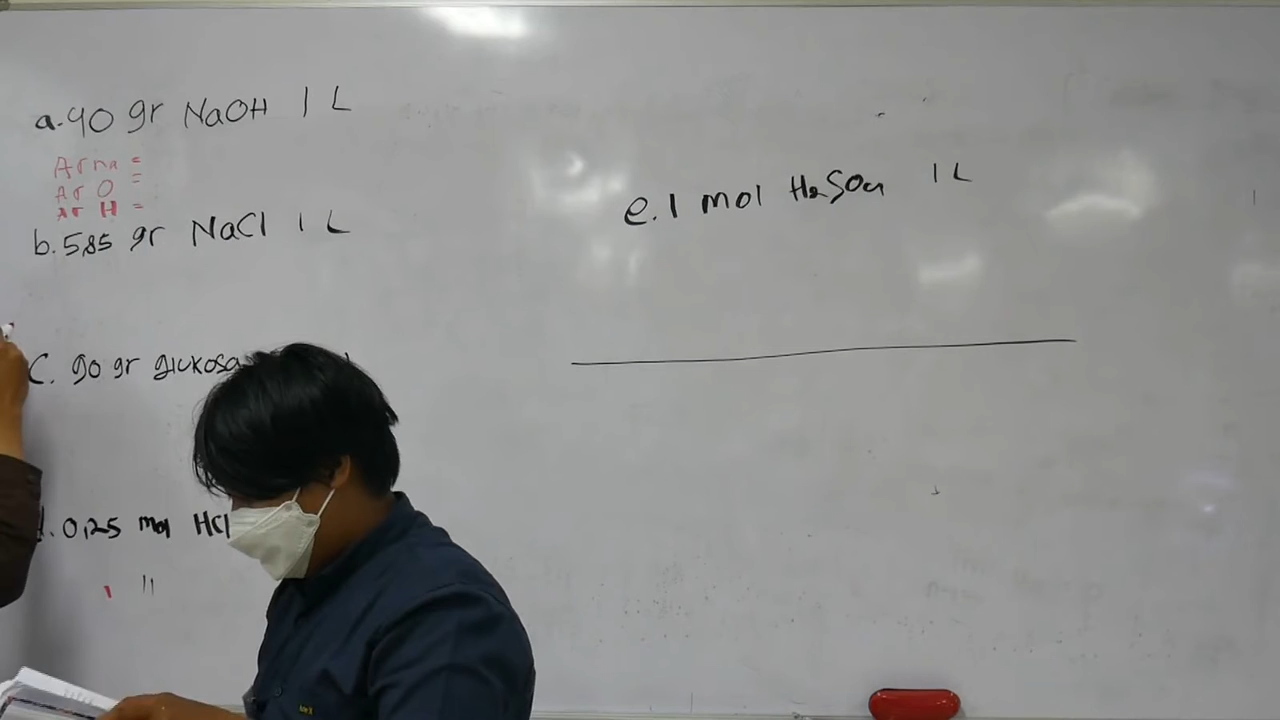 a. 40 gr NaOH 1 L
Ar Na =
Ar O =
Ar H =
b. 5,85 gr NaCl 1 L
c. 90 gr glukosa
0,25 mol HCl
e. 1 mol H2SO4 1 L